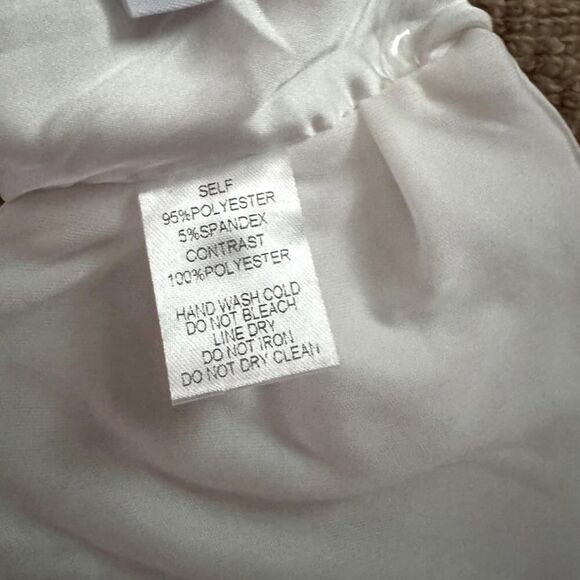 SELF
95%POLYESTER
5%SPANDEX
CONTRAST
100%POLYESTER
HAND WASH COLD
DO NOT BLEACH
LINE DRY
DO NOT IRON
DO NOT DRY CLEAN